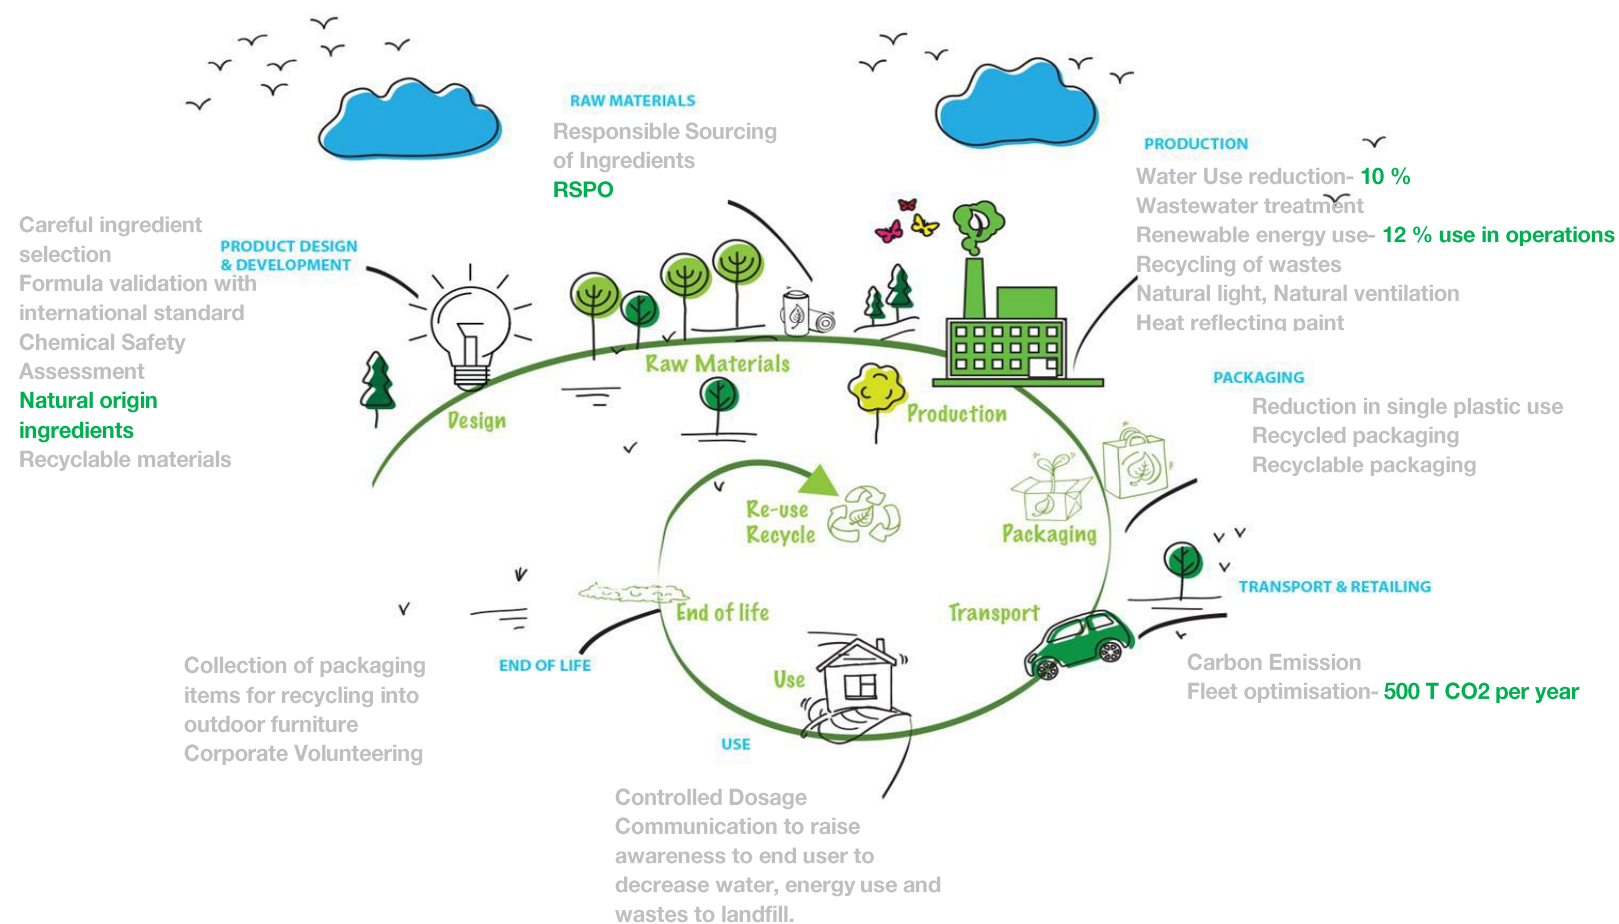 RAW MATERIALS
Responsible Sourcing
of Ingredients
RSPO
PRODUCTION
Water Use reduction- 10 %
Wastewater treatment
Renewable energy use- 12 % use in operations
Recycling of wastes
Natural light, Natural ventilation
Heat reflecting paint
Careful ingredient
selection
Formula validation with
international standard
Chemical Safety
Assessment
Natural origin
ingredients
Recyclable materials
PRODUCT DESIGN
& DEVELOPMENT
Raw Materials
Design
Production
PACKAGING
Reduction in single plastic use
Recycled packaging
Recyclable packaging
Re-use
Recycle
Packaging
TRANSPORT & RETAILING
End of life
Transport
Carbon Emission
Fleet optimisation- 500 T CO2 per year
END OF LIFE
Collection of packaging
items for recycling into
outdoor furniture
Corporate Volunteering
Use
USE
Controlled Dosage
Communication to raise
awareness to end user to
decrease water, energy use and
wastes to landfill.